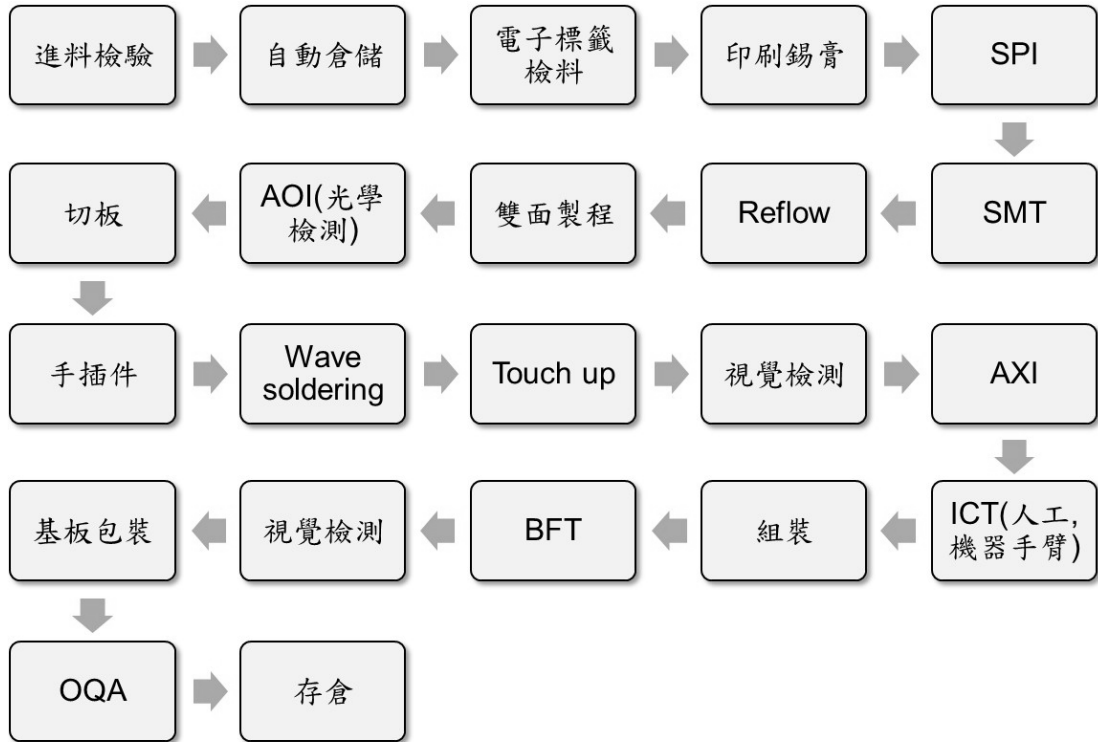 進料檢驗
自動倉儲
電子標籤
檢料
印刷錫膏
SPI
SMT
Reflow
雙面製程
AOI(光學
檢測)
切板
手插件
Wave
soldering
Touch up
視覺檢測
AXI
ICT(人工,
機器手臂)
組裝
BFT
視覺檢測
基板包裝
OQA
存倉